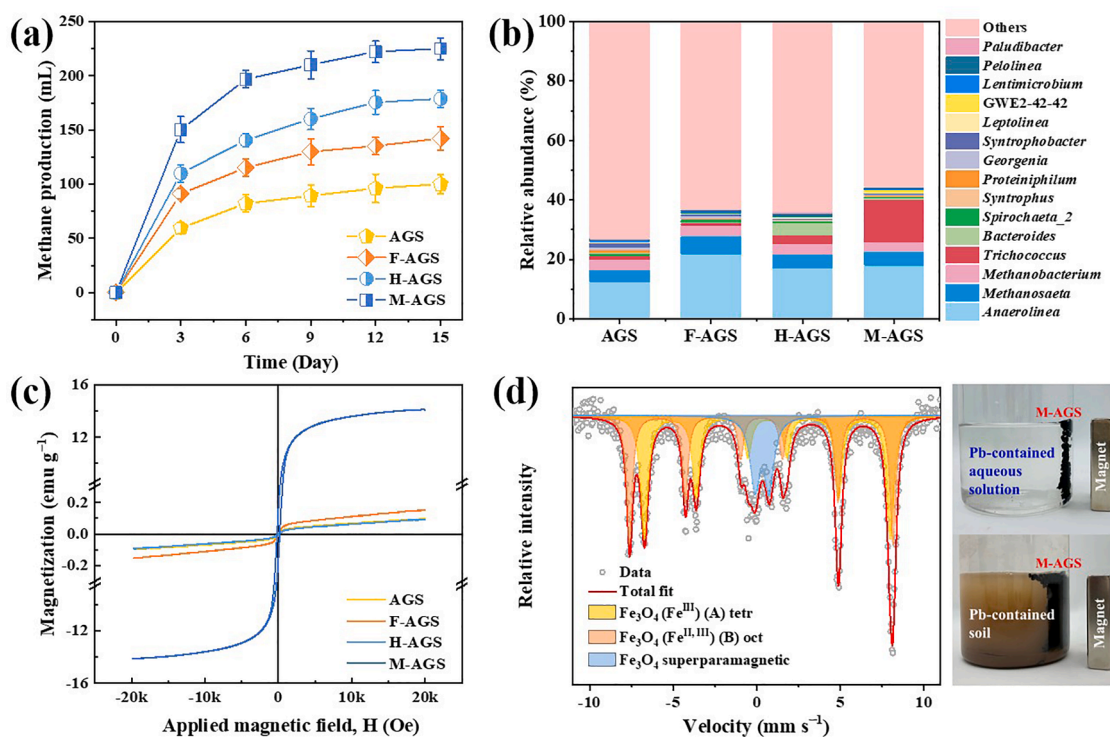 (a)
Methane production (mL)
250
200
150
100
50
0
0 3 6 9 12 15
Time (Day)
AGS
F-AGS
H-AGS
M-AGS
(b)
Relative abundance (%)
100
80
60
40
20
0
AGS F-AGS H-AGS M-AGS
Others
Paludibacter
Pelolinea
Lentimicrobium
GWE2-42-42
Leptolinea
Syntrophobacter
Georgenia
Proteiniphilum
Syntrophus
Spirochaeta_2
Bacteroides
Trichococcus
Methanobacterium
Methanosaeta
Anaerolinea
(c)
Magnetization (emu g⁻¹)
16
12
0.2
0.0
-0.2
-12
-16
-20k -10k 0 10k 20k
Applied magnetic field, H (Oe)
AGS
F-AGS
H-AGS
M-AGS
(d)
Relative intensity
Data
Total fit
Fe₃O₄ (Feᴵᴵᴵ) (A) tetr
Fe₃O₄ (Feᴵᴵ,ᴵᴵᴵ) (B) oct
Fe₃O₄ superparamagnetic
-10 -5 0 5 10
Velocity (mm s⁻¹)
M-AGS
Pb-contained
aqueous
solution
Magnet
M-AGS
Pb-contained
soil
Magnet